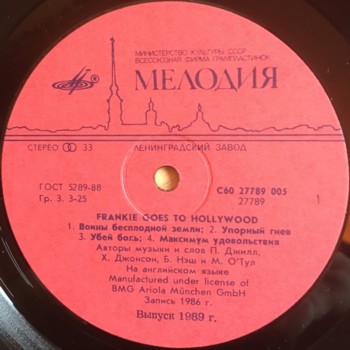 МИНИСТЕРСТВО КУЛЬТУРЫ СССР
ВСЕСОЮЗНАЯ ФИРМА ГРАМПЛАСТИНОК
МЕЛОДИЯ
СТЕРЕО 33 ЛЕНИНГРАДСКИЙ ЗАВОД
ГОСТ 5289-88 С60 27789 005
Гр. 3. 3-25 27789 1
FRANKIE GOES TO HOLLYWOOD
1. Воины бесплодной земли; 2. Упорный гнев
3. Убей боль; 4. Максимум удовольствия
Авторы музыки и слов П. Джилл,
Х. Джонсон, Б. Нэш и М. О'Тул
На английском языке
Manufactured under license of
BMG Ariola München GmbH
Запись 1986 г.
Выпуск 1989 г.